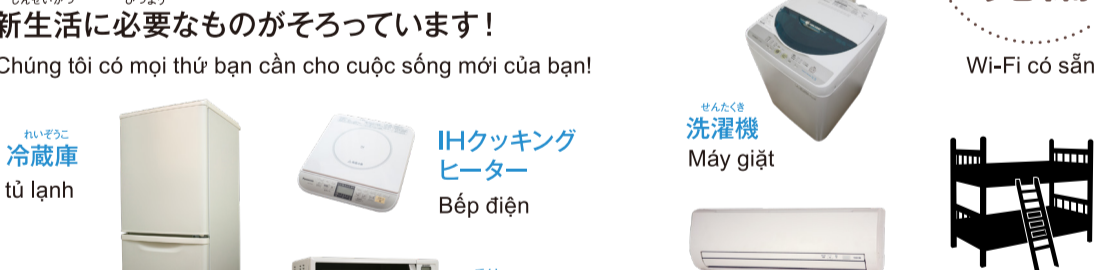 新生活に必要なものがそろっています！
Chúng tôi có mọi thứ bạn cần cho cuộc sống mới của bạn!
れいぞうこ
冷蔵庫
tủ lạnh
IHクッキング
ヒーター
Bếp điện
せんたくき
洗濯機
Máy giặt
Wi-Fi có sẵn